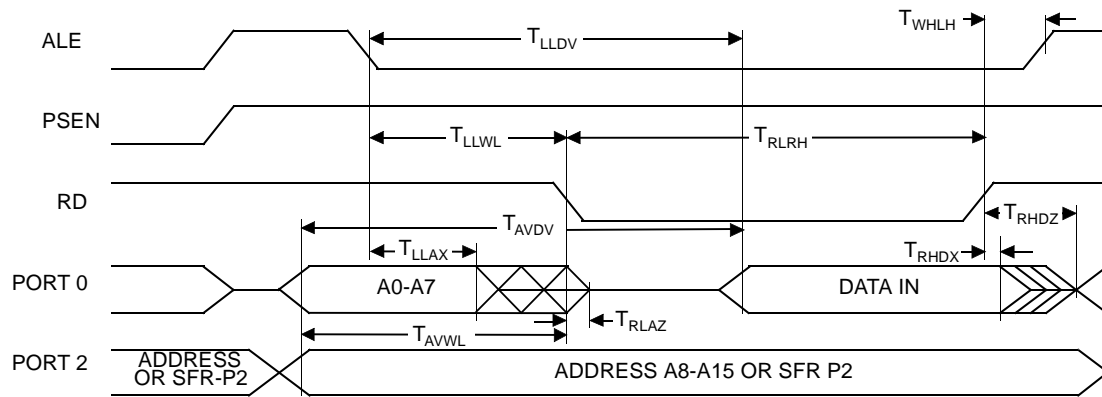 T_WHLH
ALE
T_LLDV
PSEN
T_LLWL
T_RLRH
RD
T_AVDV
T_RHDZ
T_LLAX
T_RHDX
PORT 0
A0-A7
DATA IN
T_RLAZ
T_AVWL
PORT 2
ADDRESS
OR SFR-P2
ADDRESS A8-A15 OR SFR P2